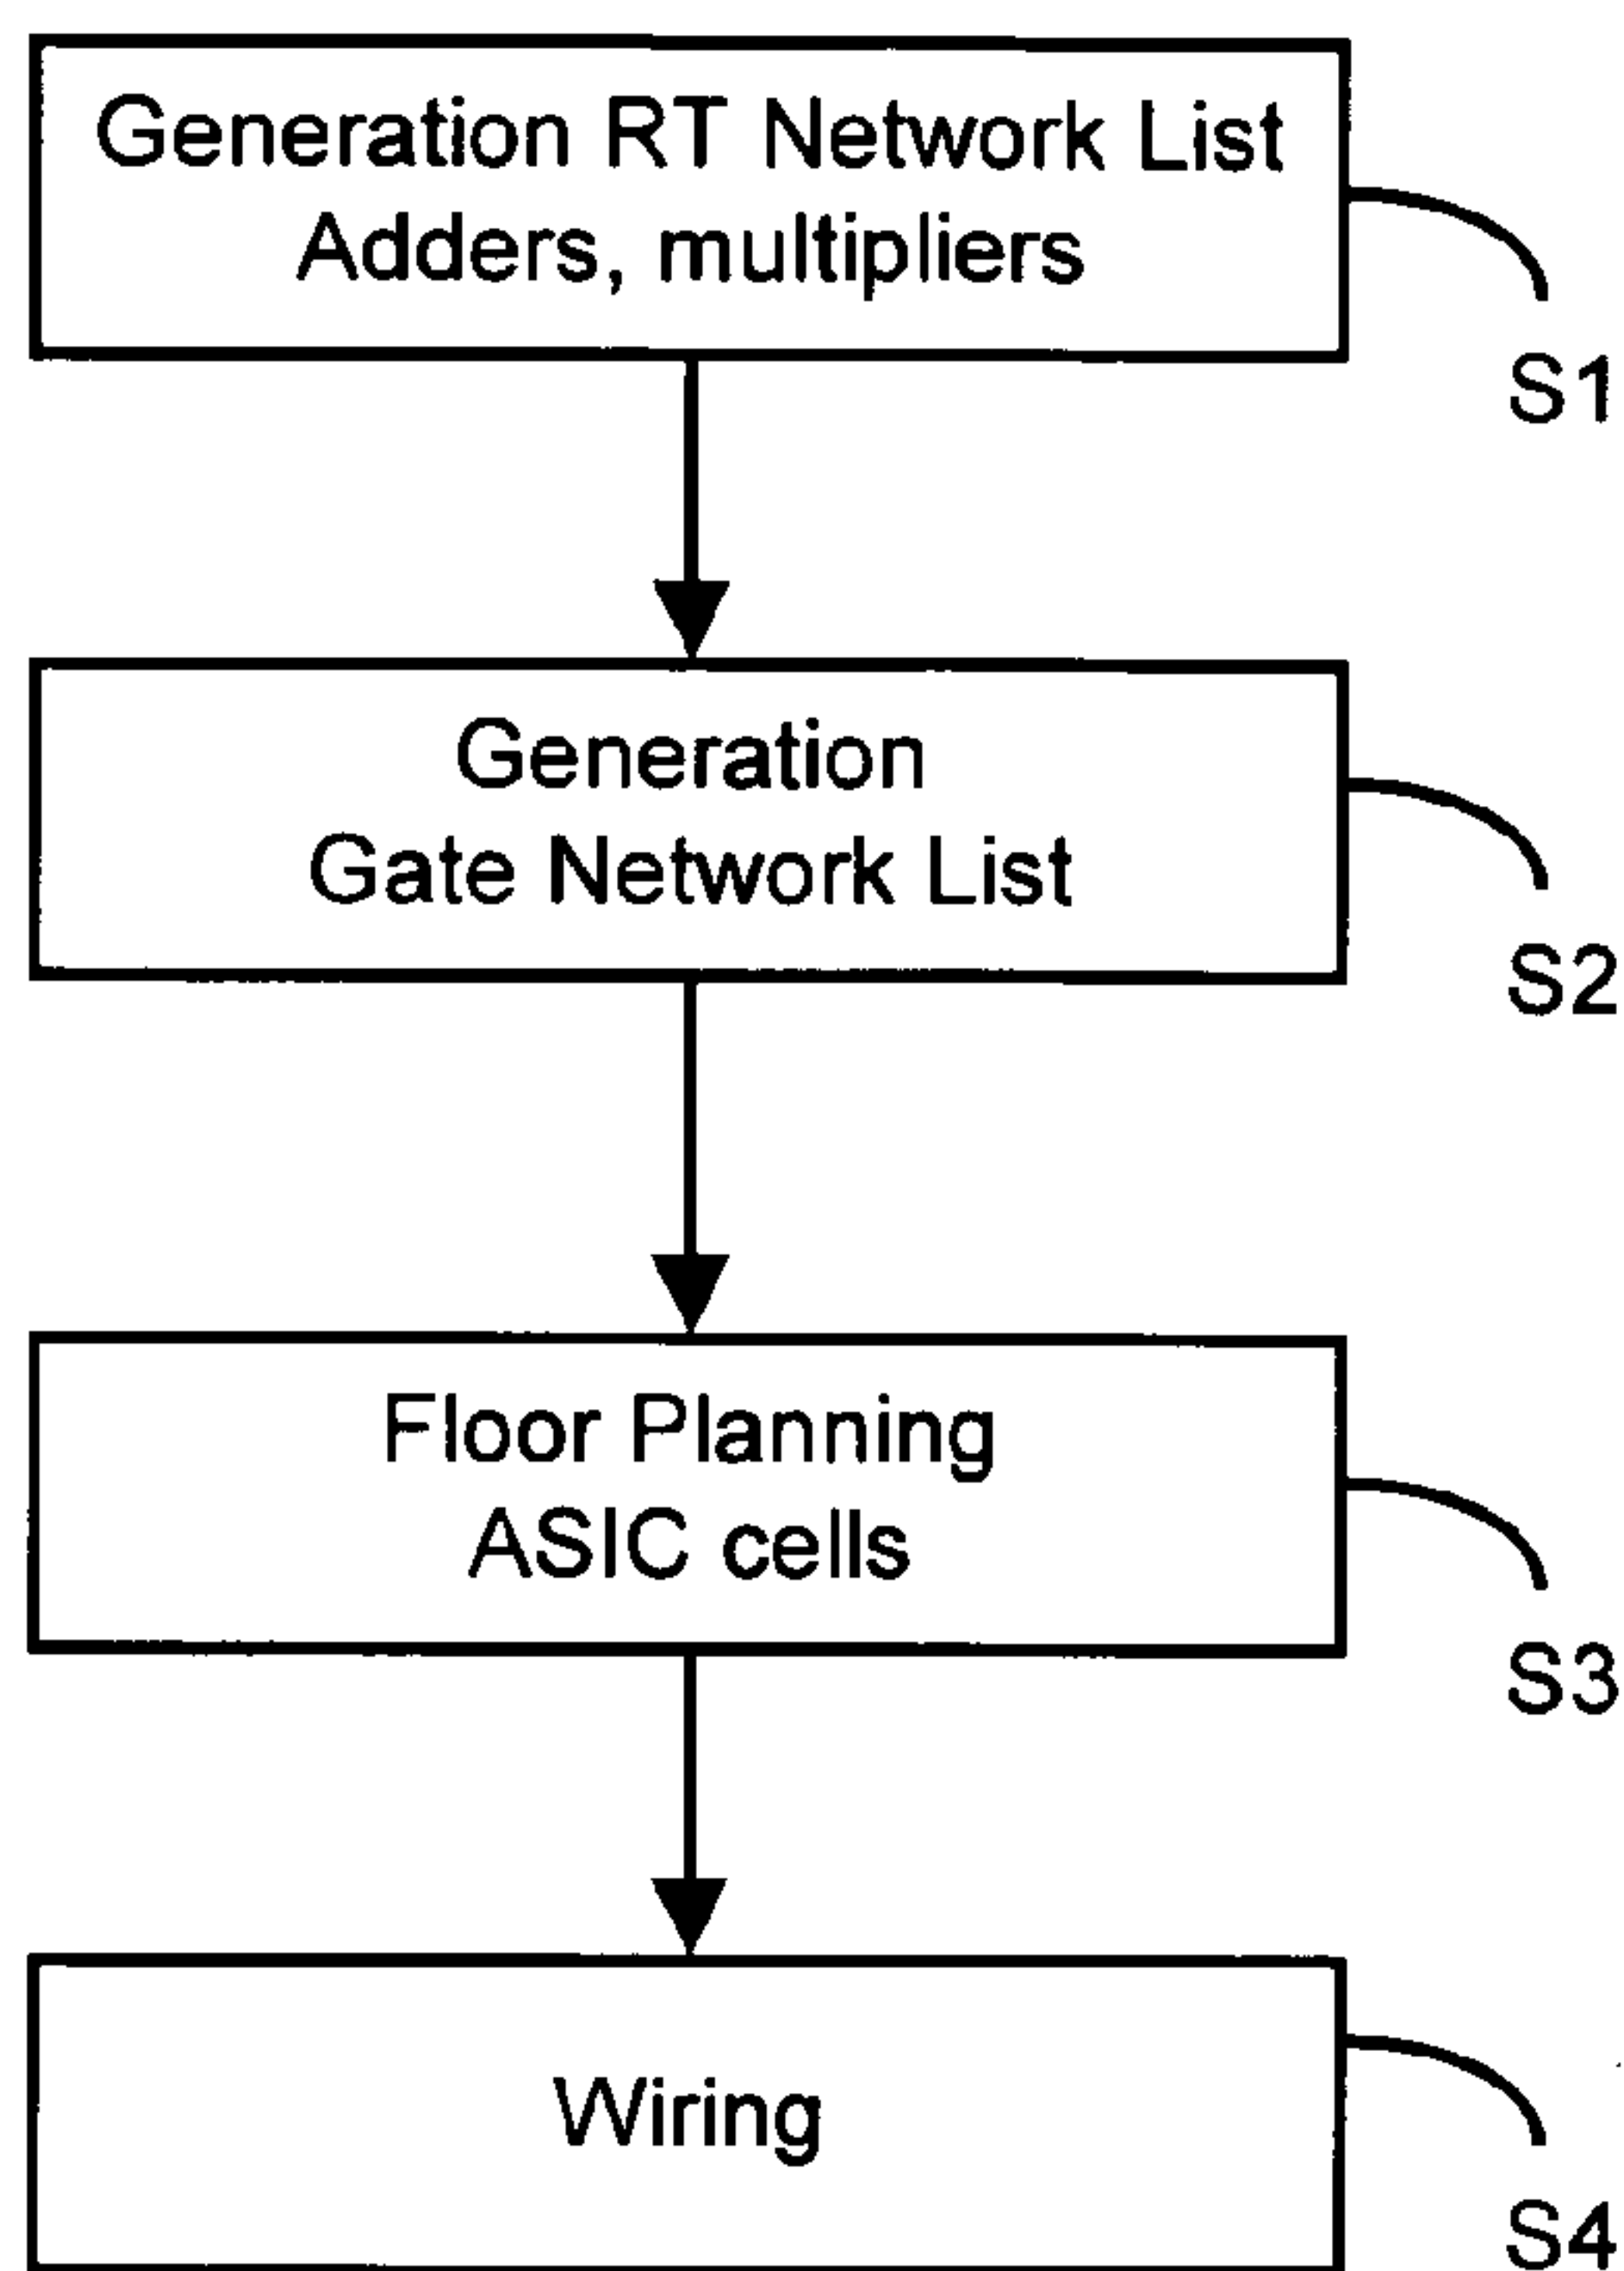 Generation RT Network List
Adders, multipliers
S1
Generation
Gate Network List
S2
Floor Planning
ASIC cells
S3
Wiring
S4